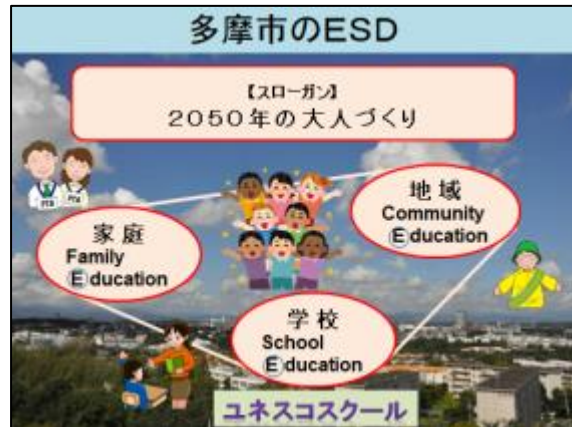 多摩市のESD
【スローガン】
2050年の大人づくり
地域
Community
Education
家庭
Family
Education
学校
School
Education
ユネスコスクール